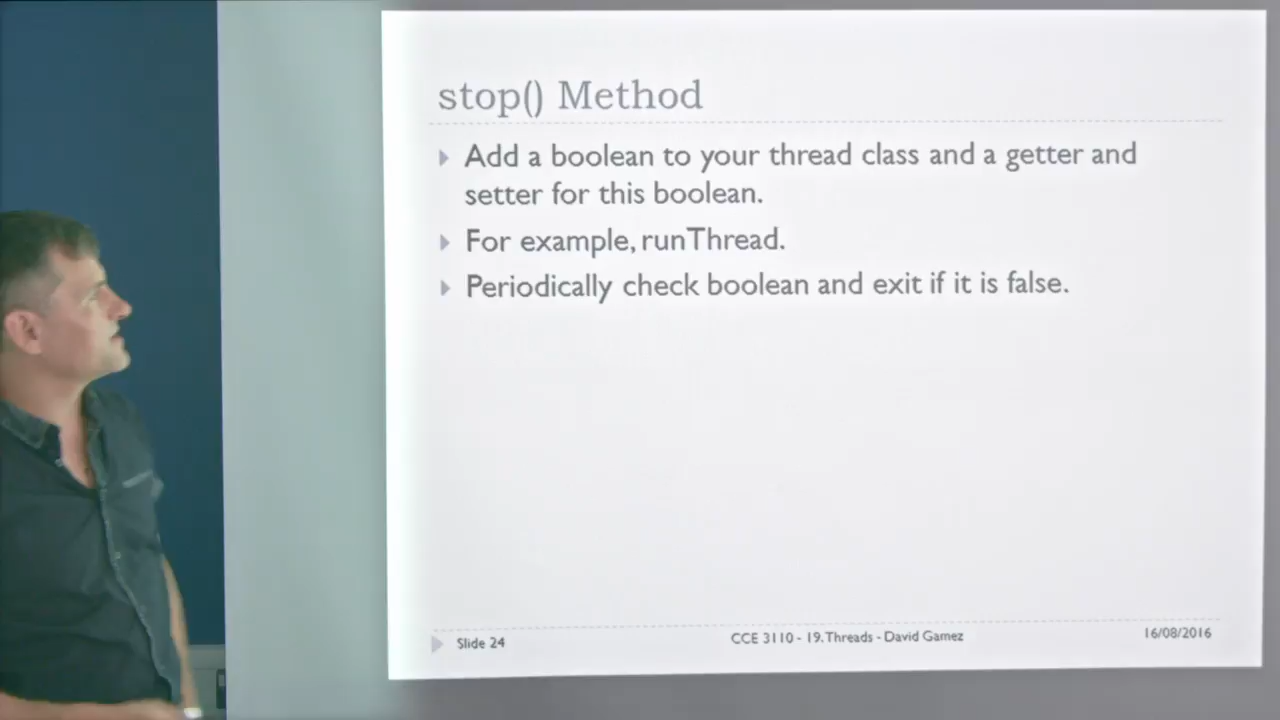 stop() Method
Add a boolean to your thread class and a getter and
setter for this boolean.
For example, runThread.
Periodically check boolean and exit if it is false.
Slide 24
CCE 3110 - 19.Threads - David Gamez
16/08/2016